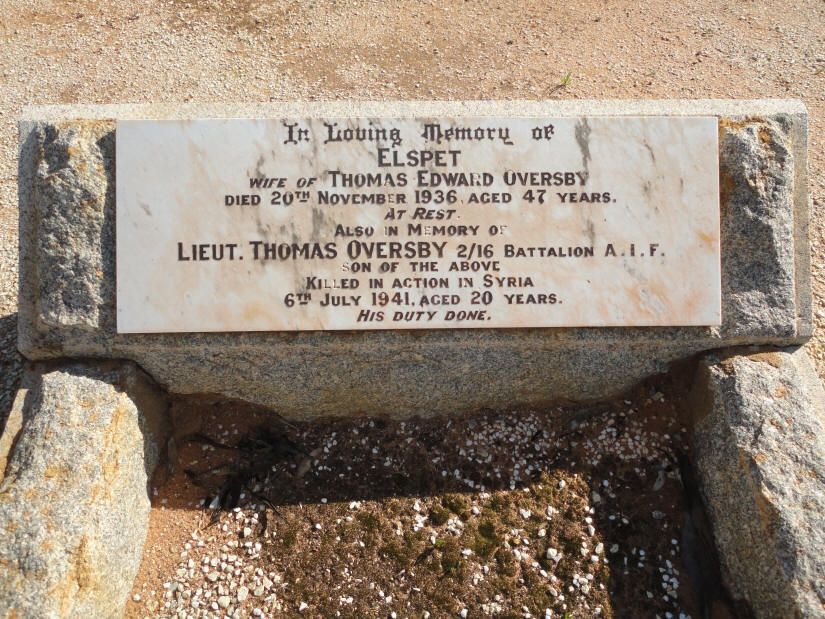 In Loving Memory of
ELSPET
WIFE OF THOMAS EDWARD OVERSBY
DIED 20TH NOVEMBER 1936, AGED 47 YEARS.
AT REST.
ALSO IN MEMORY OF
LIEUT. THOMAS OVERSBY 2/16 BATTALION A.I.F.
SON OF THE ABOVE
KILLED IN ACTION IN SYRIA
6TH JULY 1941, AGED 20 YEARS.
HIS DUTY DONE.